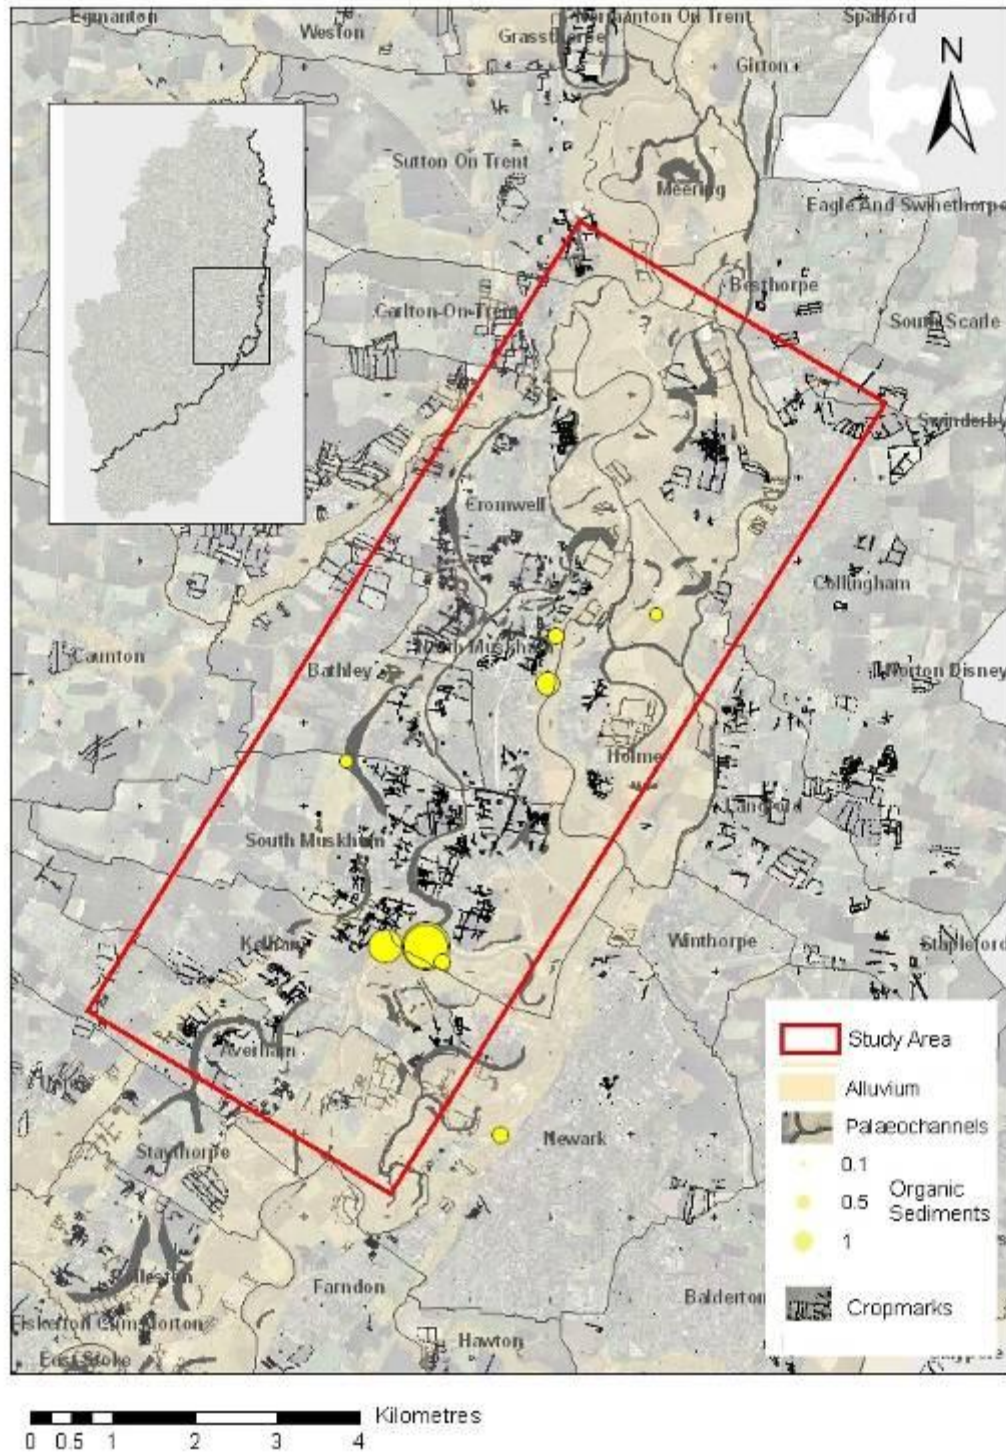 Egmanton
Weston
Normanton On Trent
Grassthorpe
Spalford
Girton
N
Sutton On Trent
Meering
Eagle And Swinethorpe
Besthorpe
Carlton-On-Trent
South Scarle
Swinderby
Cromwell
Collingham
Caunton
Bathley
North Muskham
Norton Disney
Holme
Langford
South Muskham
Kelham
Winthorpe
Stapleford
Study Area
Averham
Alluvium
Palaeochannels
Newark
Staythorpe
0.1
0.5
Organic
Sediments
1
Rolleston
Farndon
Balderton
Cropmarks
Fiskerton Cum Morton
Hawton
East Stoke
Kilometres
0 0.5 1 2 3 4